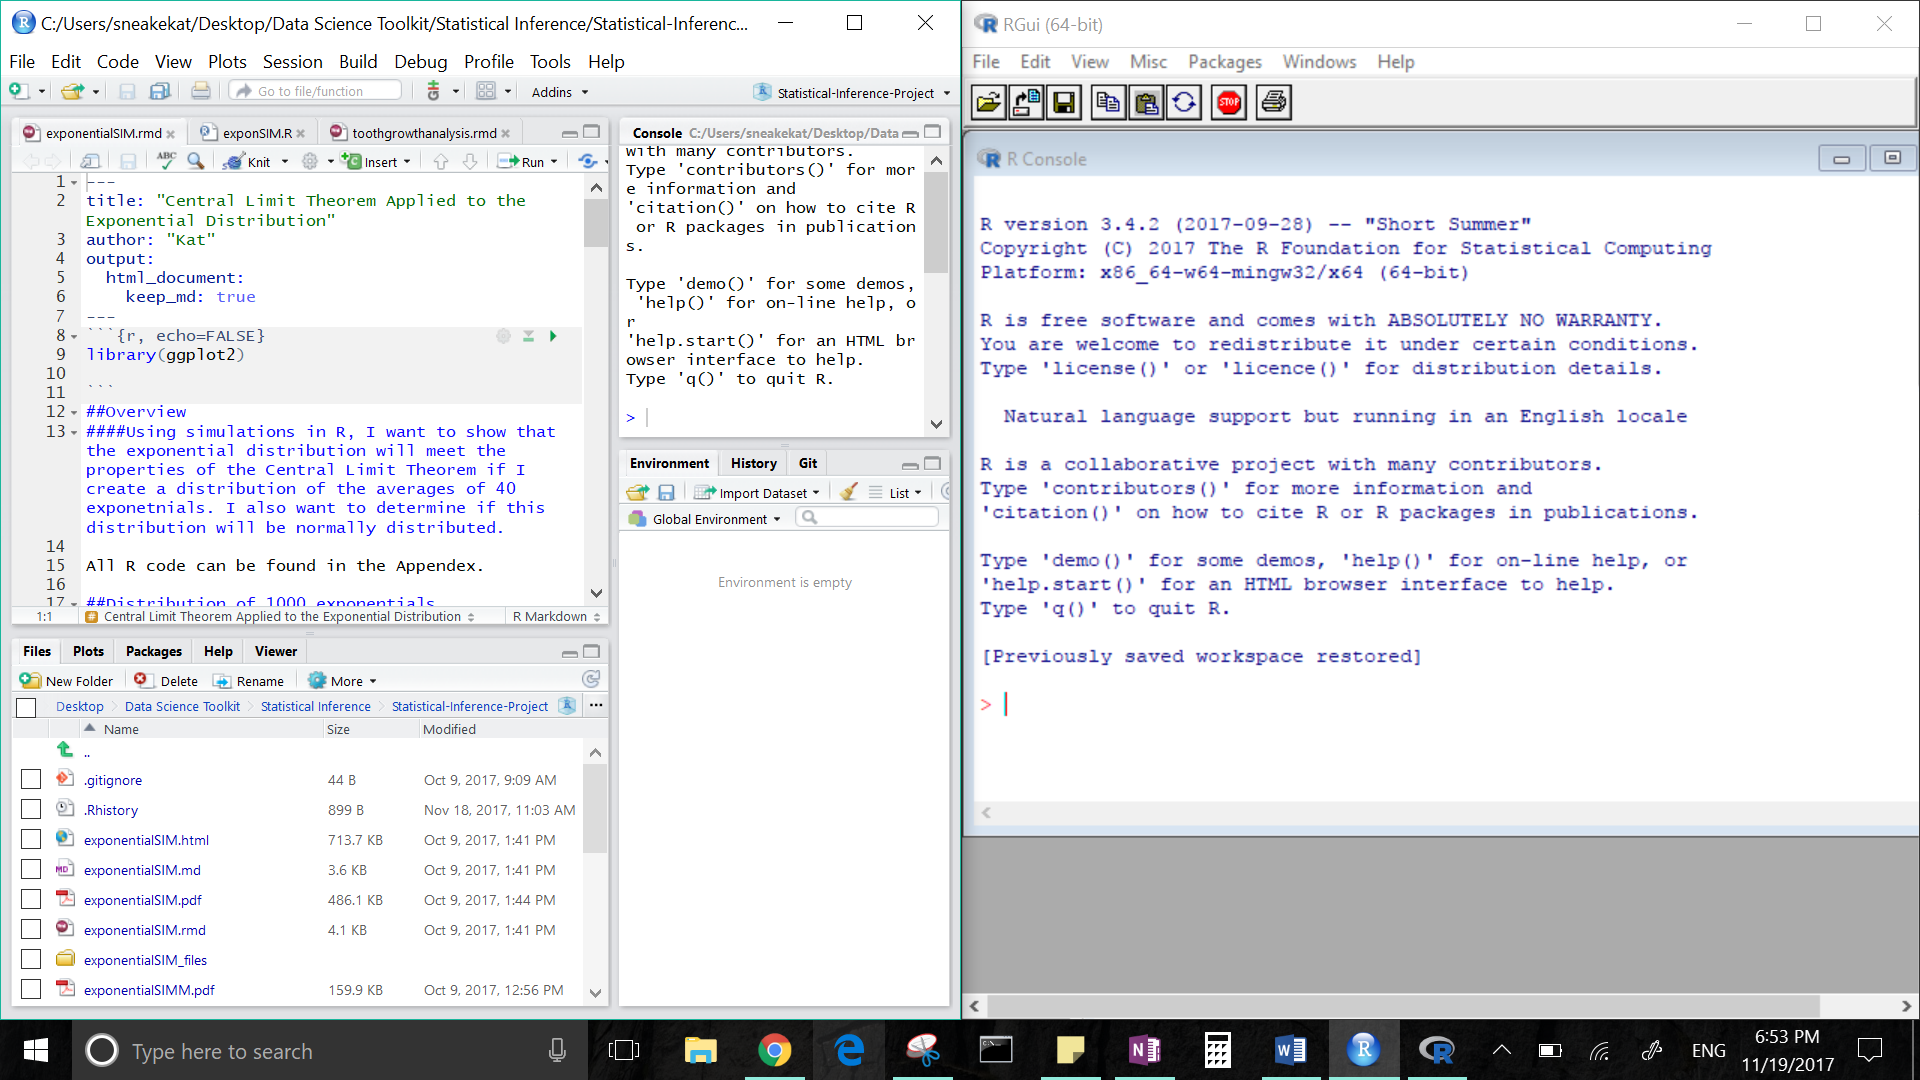 C:/Users/sneakekat/Desktop/Data Science Toolkit/Statistical Inference/Statistical-Inferenc...
File Edit Code View Plots Session Build Debug Profile Tools Help
Go to file/function Addins Statistical-Inference-Project
exponentialSIM.rmd exponSIM.R toothgrowthanalysis.rmd
ABC Knit Insert Run
1 ---
2 title: "Central Limit Theorem Applied to the
Exponential Distribution"
3 author: "Kat"
4 output:
5 html_document:
6 keep_md: true
7 ---
8 ```{r, echo=FALSE}
9 library(ggplot2)
10
11 ```
12 ##Overview
13 ####Using simulations in R, I want to show that
the exponential distribution will meet the
properties of the Central Limit Theorem if I
create a distribution of the averages of 40
exponetnials. I also want to determine if this
distribution will be normally distributed.
14
15 All R code can be found in the Appendex.
16
17 ##Distribution of 1000 exponentials
1:1 # Central Limit Theorem Applied to the Exponential Distribution R Markdown
Console C:/Users/sneakekat/Desktop/Data
with many contributors.
Type 'contributors()' for mor
e information and
'citation()' on how to cite R
or R packages in publication
s.
Type 'demo()' for some demos,
'help()' for on-line help, o
r
'help.start()' for an HTML br
owser interface to help.
Type 'q()' to quit R.
>
Environment History Git
Import Dataset List
Global Environment
Environment is empty
Files Plots Packages Help Viewer
New Folder Delete Rename More
Desktop Data Science Toolkit Statistical Inference Statistical-Inference-Project ...
Name Size Modified
..
.gitignore 44 B Oct 9, 2017, 9:09 AM
.Rhistory 899 B Nov 18, 2017, 11:03 AM
exponentialSIM.html 713.7 KB Oct 9, 2017, 1:41 PM
exponentialSIM.md 3.6 KB Oct 9, 2017, 1:41 PM
exponentialSIM.pdf 486.1 KB Oct 9, 2017, 1:44 PM
exponentialSIM.rmd 4.1 KB Oct 9, 2017, 1:41 PM
exponentialSIM_files
exponentialSIMM.pdf 159.9 KB Oct 9, 2017, 12:56 PM
RGui (64-bit)
File Edit View Misc Packages Windows Help
STOP
R Console
R version 3.4.2 (2017-09-28) -- "Short Summer"
Copyright (C) 2017 The R Foundation for Statistical Computing
Platform: x86_64-w64-mingw32/x64 (64-bit)
R is free software and comes with ABSOLUTELY NO WARRANTY.
You are welcome to redistribute it under certain conditions.
Type 'license()' or 'licence()' for distribution details.
Natural language support but running in an English locale
R is a collaborative project with many contributors.
Type 'contributors()' for more information and
'citation()' on how to cite R or R packages in publications.
Type 'demo()' for some demos, 'help()' for on-line help, or
'help.start()' for an HTML browser interface to help.
Type 'q()' to quit R.
[Previously saved workspace restored]
>
Type here to search
ENG 6:53 PM
11/19/2017